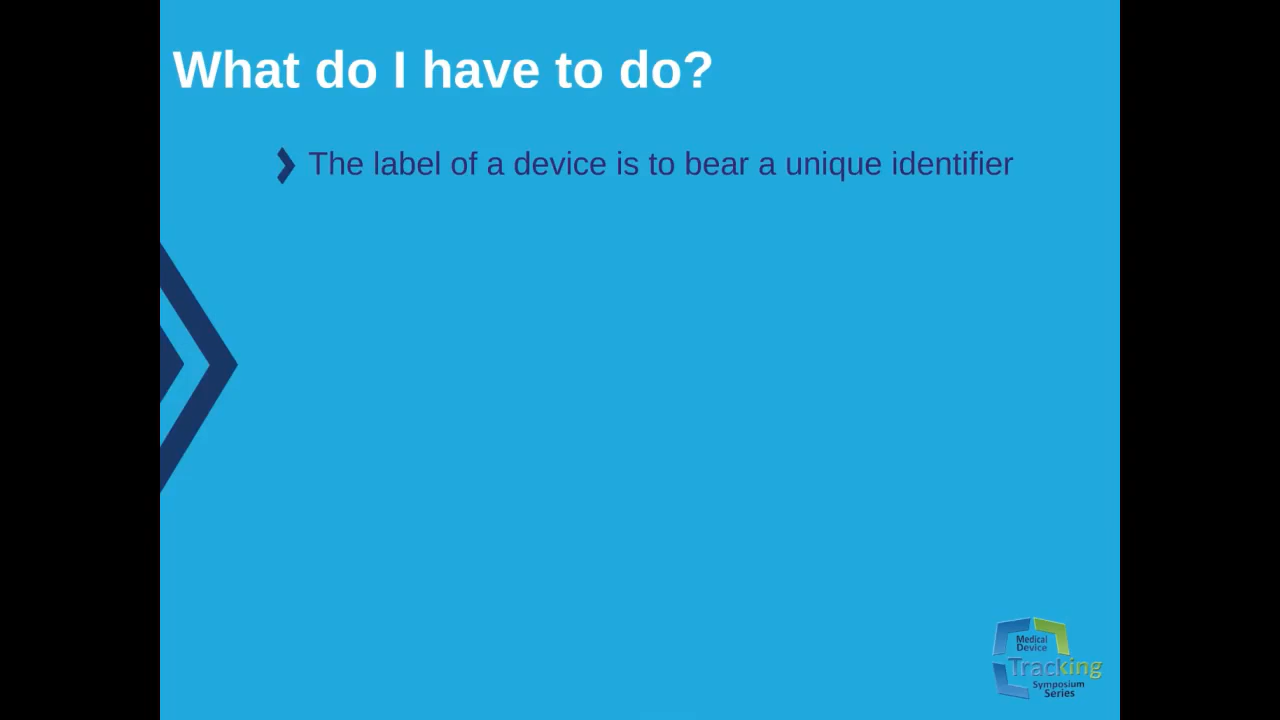 What do I have to do?
The label of a device is to bear a unique identifier
Medical
Device
Tracking
Symposium
Series